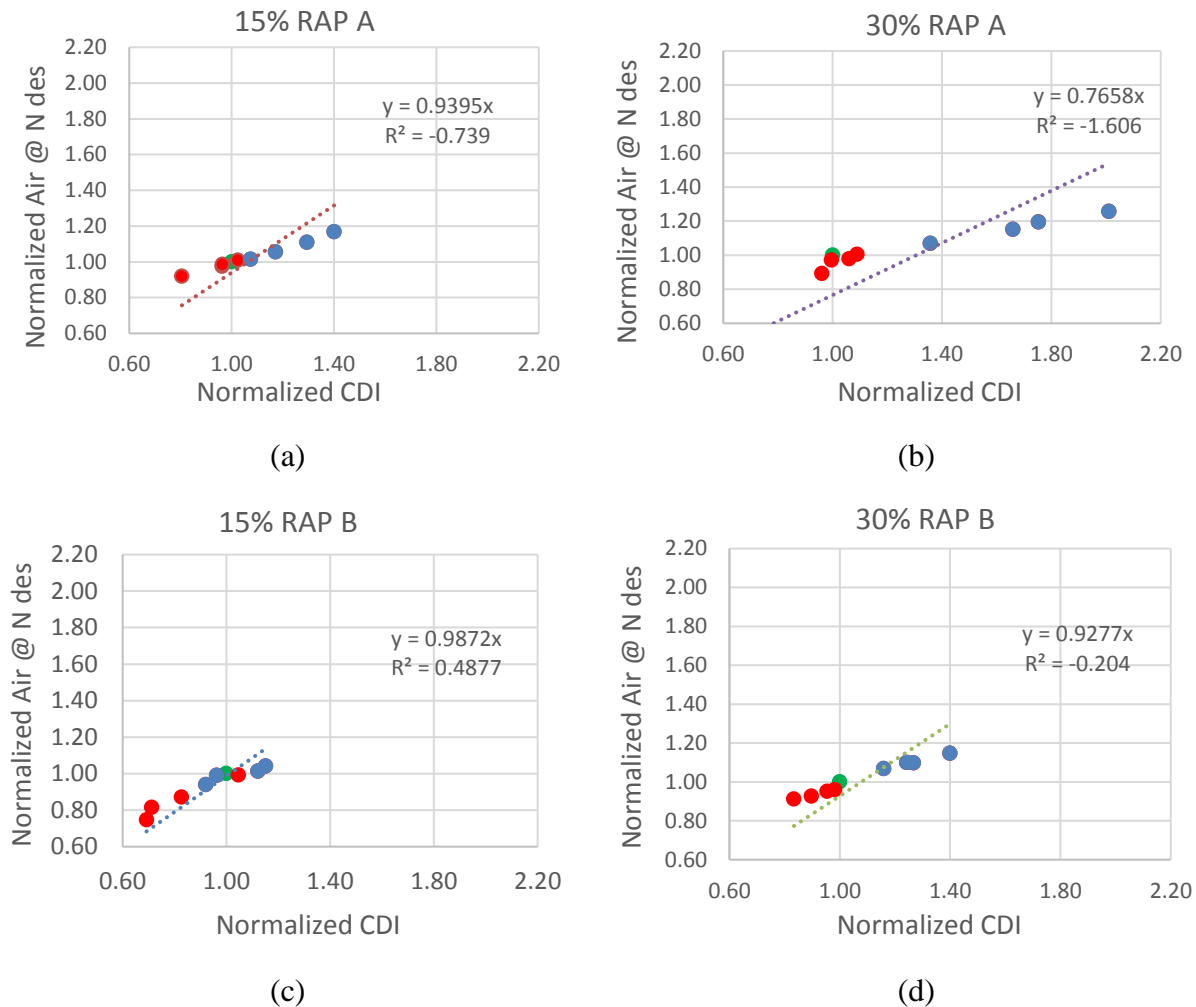 15% RAP A
Normalized Air @ N des
2.20
2.00
1.80
1.60
1.40
1.20
1.00
0.80
0.60
y = 0.9395x
R² = -0.739
0.60 1.00 1.40 1.80 2.20
Normalized CDI
(a)
30% RAP A
Normalized Air @ N des
2.20
2.00
1.80
1.60
1.40
1.20
1.00
0.80
0.60
y = 0.7658x
R² = -1.606
0.60 1.00 1.40 1.80 2.20
Normalized CDI
(b)
15% RAP B
Normalized Air @ N des
2.20
2.00
1.80
1.60
1.40
1.20
1.00
0.80
0.60
y = 0.9872x
R² = 0.4877
0.60 1.00 1.40 1.80 2.20
Normalized CDI
(c)
30% RAP B
Normalized Air @ N des
2.20
2.00
1.80
1.60
1.40
1.20
1.00
0.80
0.60
y = 0.9277x
R² = -0.204
0.60 1.00 1.40 1.80 2.20
Normalized CDI
(d)